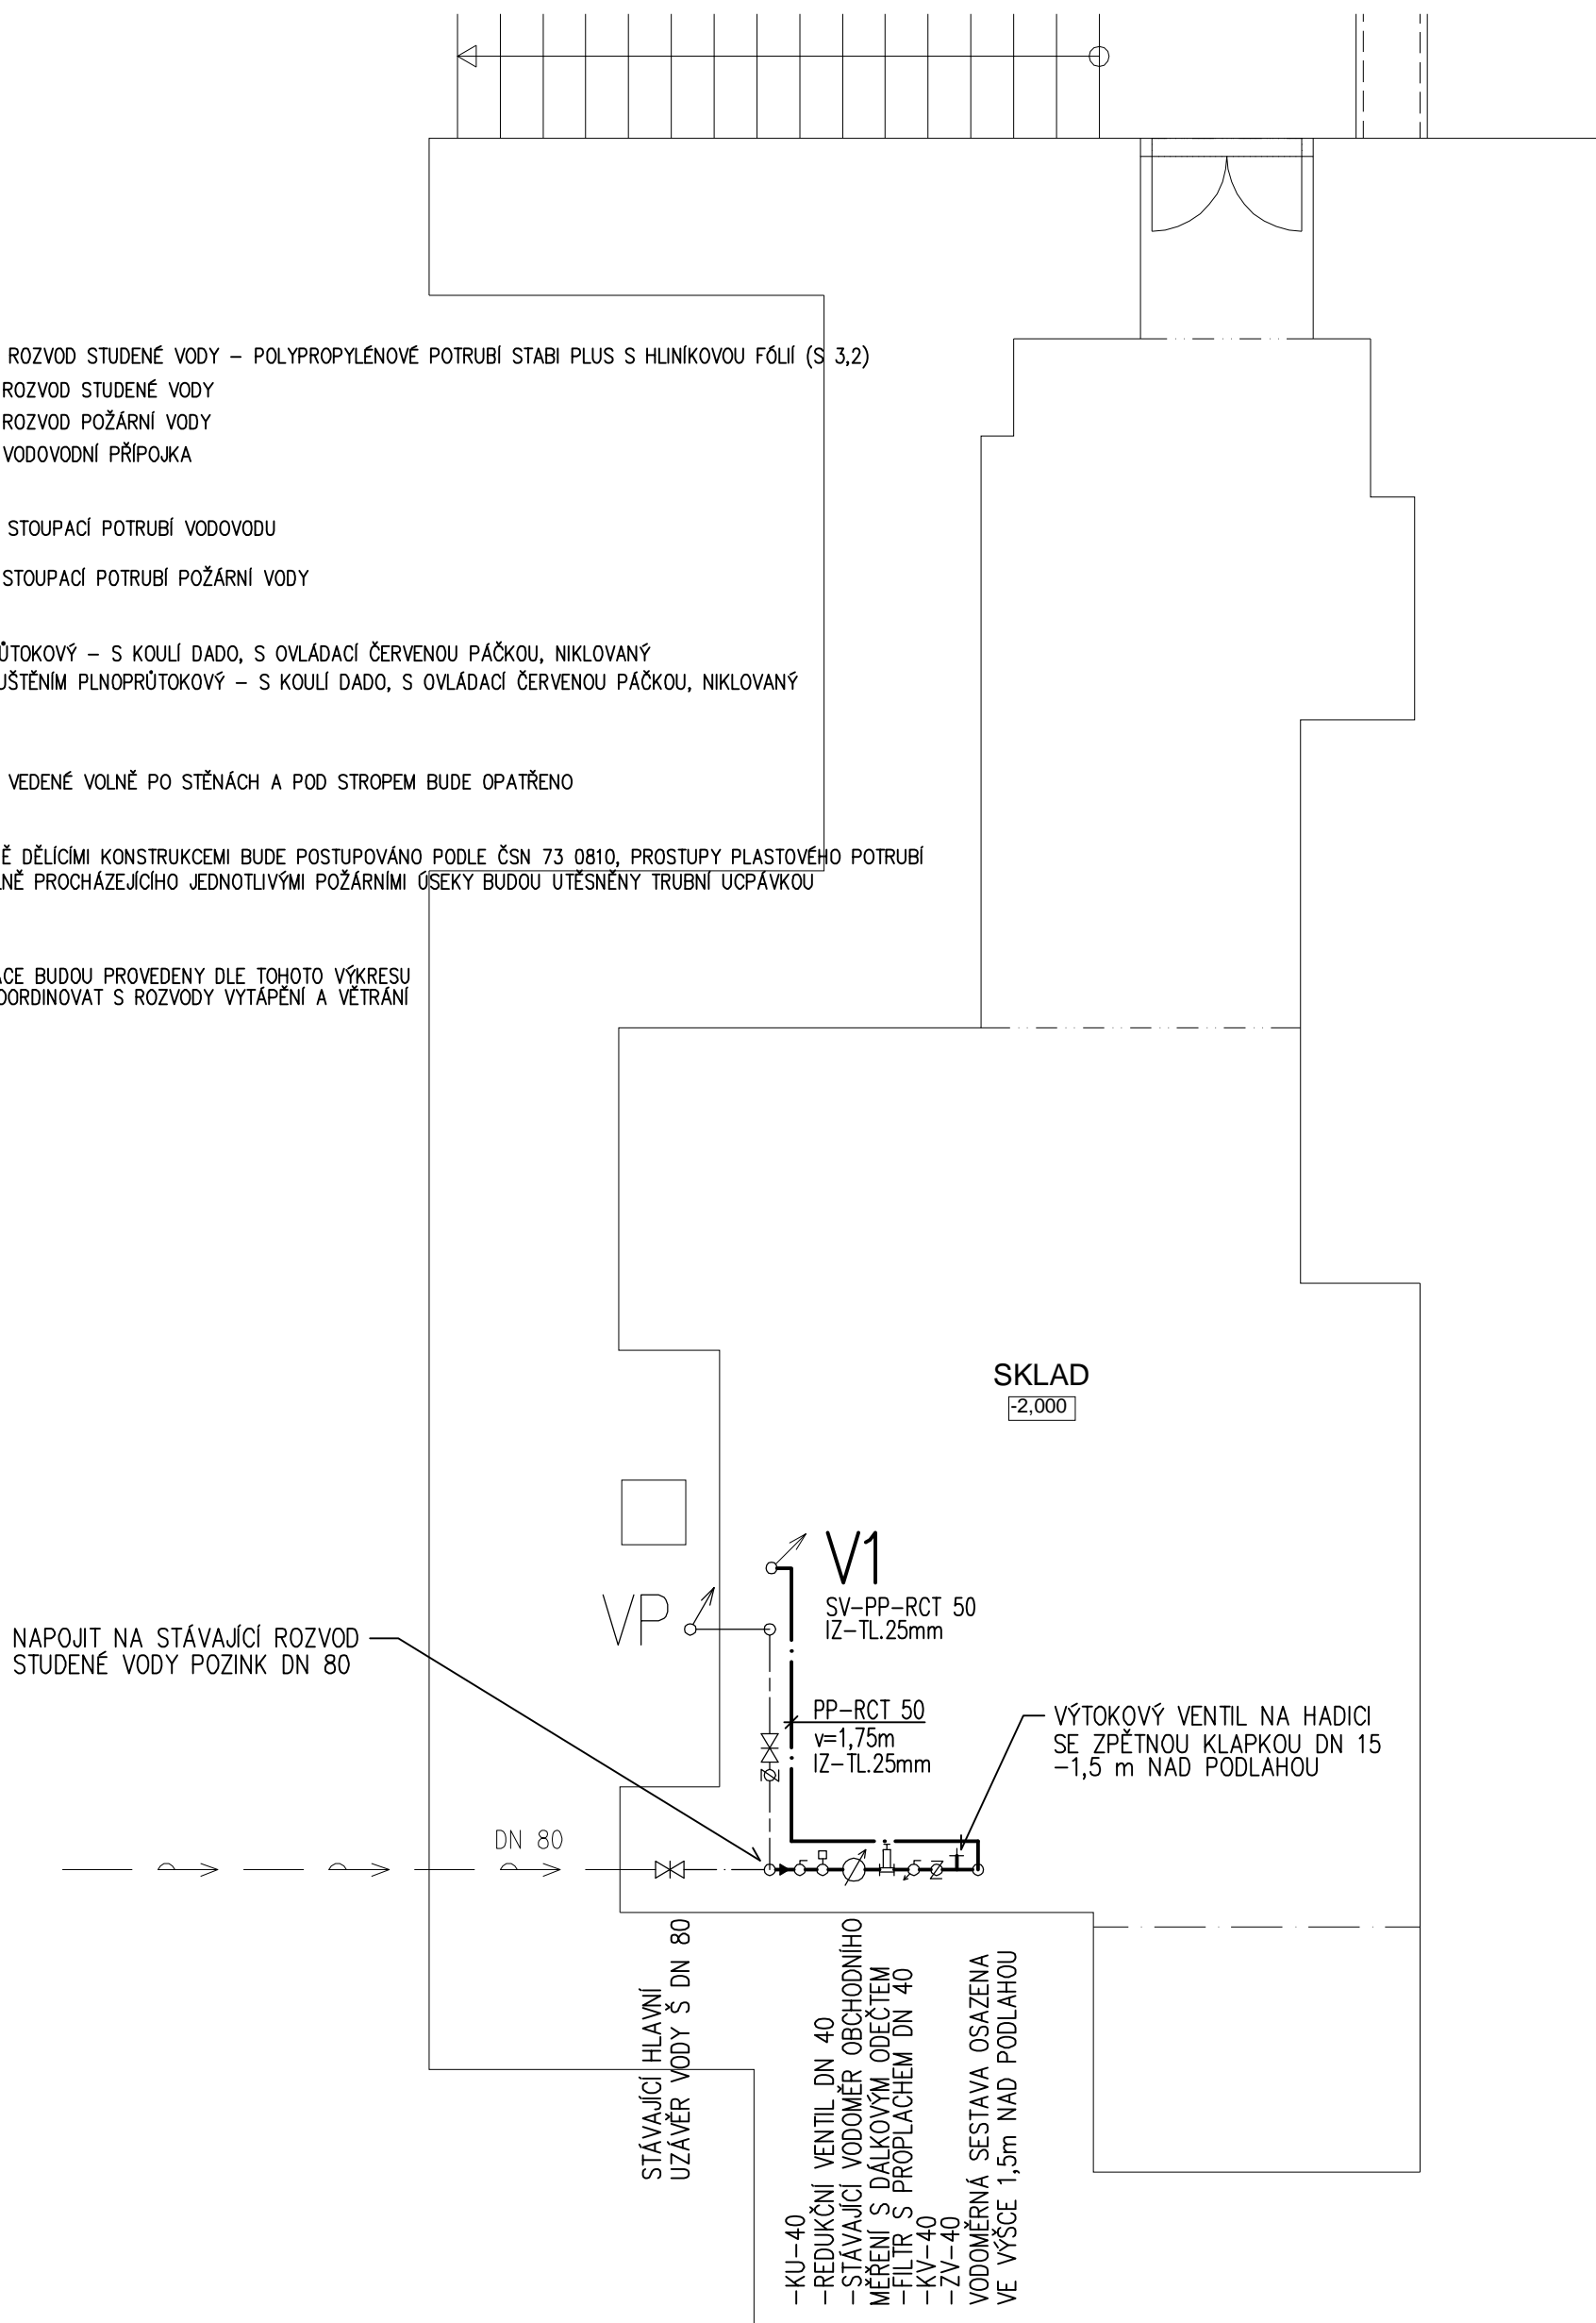 ROZVOD STUDENÉ VODY – POLYPROPYLÉNOVÉ POTRUBÍ STABI PLUS S HLINÍKOVOU FÓLIÍ (S 3,2)
ROZVOD STUDENÉ VODY
ROZVOD POŽÁRNÍ VODY
VODOVODNÍ PŘÍPOJKA
STOUPACÍ POTRUBÍ VODOVODU
STOUPACÍ POTRUBÍ POŽÁRNÍ VODY
ŮTOKOVÝ – S KOULÍ DADO, S OVLÁDACÍ ČERVENOU PÁČKOU, NIKLOVANÝ
UŠTĚNÍM PLNOPRŮTOKOVÝ – S KOULÍ DADO, S OVLÁDACÍ ČERVENOU PÁČKOU, NIKLOVANÝ
VEDENÉ VOLNĚ PO STĚNÁCH A POD STROPEM BUDE OPATŘENO
Ě DĚLÍCÍMI KONSTRUKCEMI BUDE POSTUPOVÁNO PODLE ČSN 73 0810, PROSTUPY PLASTOVÉHO POTRUBÍ
LNĚ PROCHÁZEJÍCÍHO JEDNOTLIVÝMI POŽÁRNÍMI ÚSEKY BUDOU UTĚSNĚNY TRUBNÍ UCPÁVKOU
ACE BUDOU PROVEDENY DLE TOHOTO VÝKRESU
OORDINOVAT S ROZVODY VYTÁPĚNÍ A VĚTRÁNÍ
SKLAD
-2,000
V1
SV–PP–RCT 50
IZ–TL.25mm
VP
NAPOJIT NA STÁVAJÍCÍ ROZVOD
STUDENÉ VODY POZINK DN 80
PP–RCT 50
v=1,75m
IZ–TL.25mm
VÝTOKOVÝ VENTIL NA HADICI
SE ZPĚTNOU KLAPKOU DN 15
–1,5 m NAD PODLAHOU
DN 80
STÁVAJÍCÍ HLAVNÍ
UZÁVĚR VODY Š DN 80
–KU–40
–REDUKČNÍ VENTIL DN 40
–STÁVAJÍCÍ VODOMĚR OBCHODNÍHO
MĚŘENÍ S DÁLKOVÝM ODEČTEM
–FILTR S PROPLACHEM DN 40
–KV–40
–ZV–40
VODOMĚRNÁ SESTAVA OSAZENA
VE VÝŠCE 1,5m NAD PODLAHOU